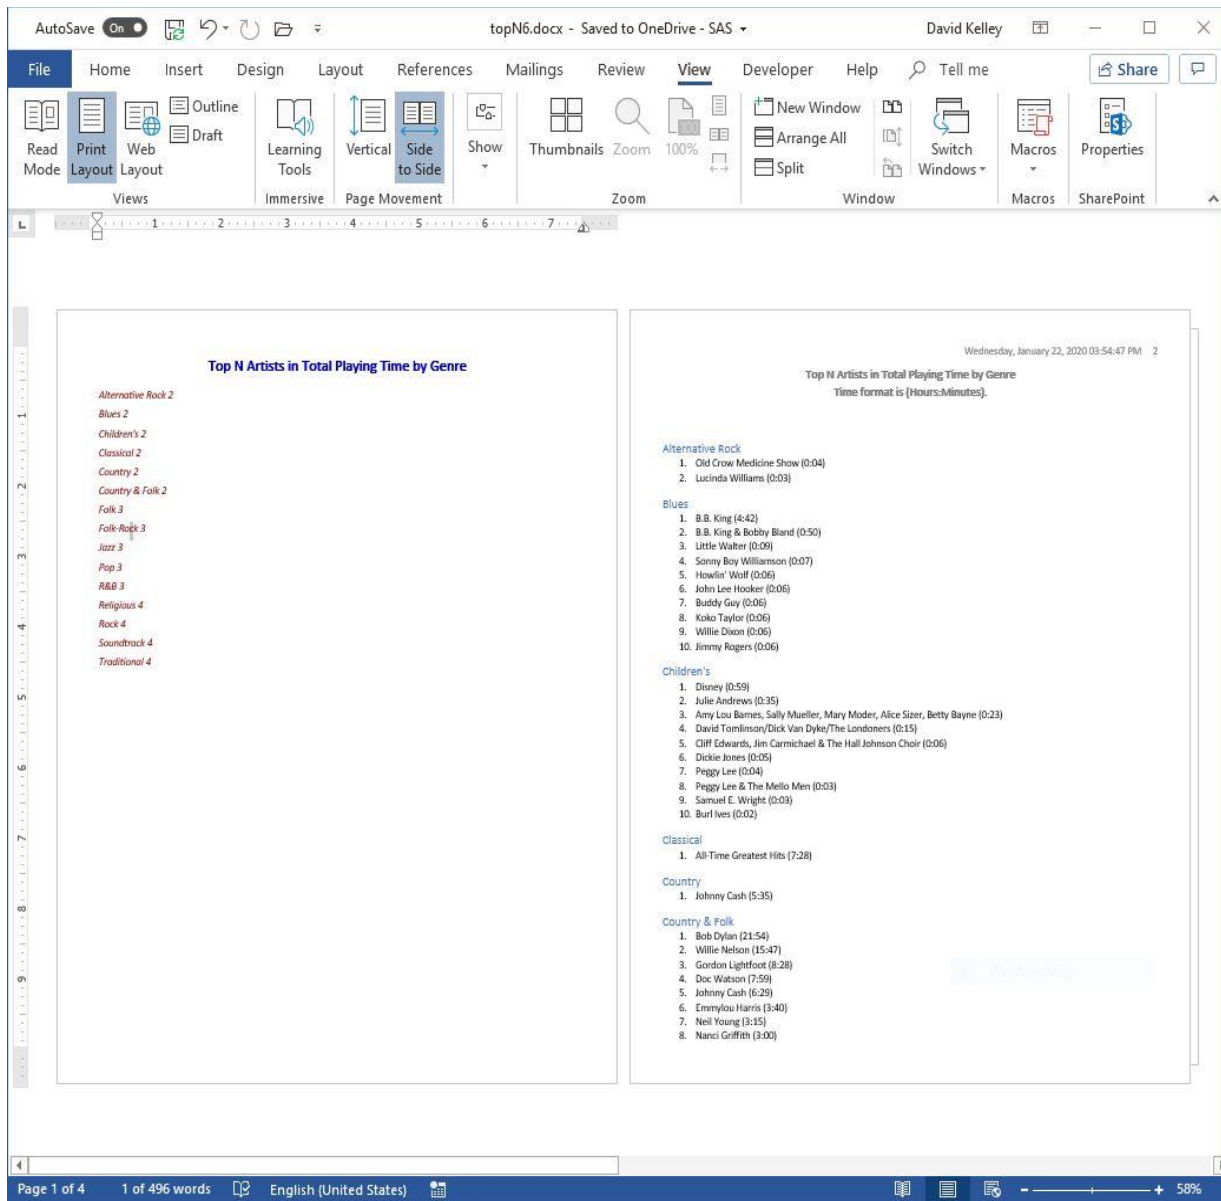 AutoSave On topN6.docx - Saved to OneDrive - SAS David Kelley
File Home Insert Design Layout References Mailings Review View Developer Help Tell me Share
Read Mode
Print Layout
Web Layout
Outline
Draft
Views
Learning Tools
Immersive
Vertical
Side to Side
Page Movement
Show
Thumbnails
Zoom
100%
Zoom
New Window
Arrange All
Split
Switch Windows
Window
Macros
Macros
Properties
SharePoint
1 2 3 4 5 6 7
1
2
3
4
5
6
7
8
9
Top N Artists in Total Playing Time by Genre
Alternative Rock 2
Blues 2
Children's 2
Classical 2
Country 2
Country & Folk 2
Folk 3
Folk-Rock 3
Jazz 3
Pop 3
R&B 3
Religious 4
Rock 4
Soundtrack 4
Traditional 4
Wednesday, January 22, 2020 03:54:47 PM 2
Top N Artists in Total Playing Time by Genre
Time format is (Hours:Minutes).
Alternative Rock
1. Old Crow Medicine Show (0:04)
2. Lucinda Williams (0:03)
Blues
1. B.B. King (4:42)
2. B.B. King & Bobby Bland (0:50)
3. Little Walter (0:09)
4. Sonny Boy Williamson (0:07)
5. Howlin' Wolf (0:06)
6. John Lee Hooker (0:06)
7. Buddy Guy (0:06)
8. Koko Taylor (0:06)
9. Willie Dixon (0:06)
10. Jimmy Rogers (0:06)
Children's
1. Disney (0:59)
2. Julie Andrews (0:35)
3. Amy Lou Barnes, Sally Mueller, Mary Moder, Alice Sizer, Betty Bayne (0:23)
4. David Tomlinson/Dick Van Dyke/The Londoners (0:15)
5. Cliff Edwards, Jim Carmichael & The Hall Johnson Choir (0:06)
6. Dickie Jones (0:05)
7. Peggy Lee (0:04)
8. Peggy Lee & The Mello Men (0:03)
9. Samuel E. Wright (0:03)
10. Burl Ives (0:02)
Classical
1. All-Time Greatest Hits (7:28)
Country
1. Johnny Cash (5:35)
Country & Folk
1. Bob Dylan (21:54)
2. Willie Nelson (15:47)
3. Gordon Lightfoot (8:28)
4. Doc Watson (7:59)
5. Johnny Cash (6:29)
6. Emmylou Harris (3:40)
7. Neil Young (3:15)
8. Nanci Griffith (3:00)
Page 1 of 4 1 of 496 words English (United States) 58%